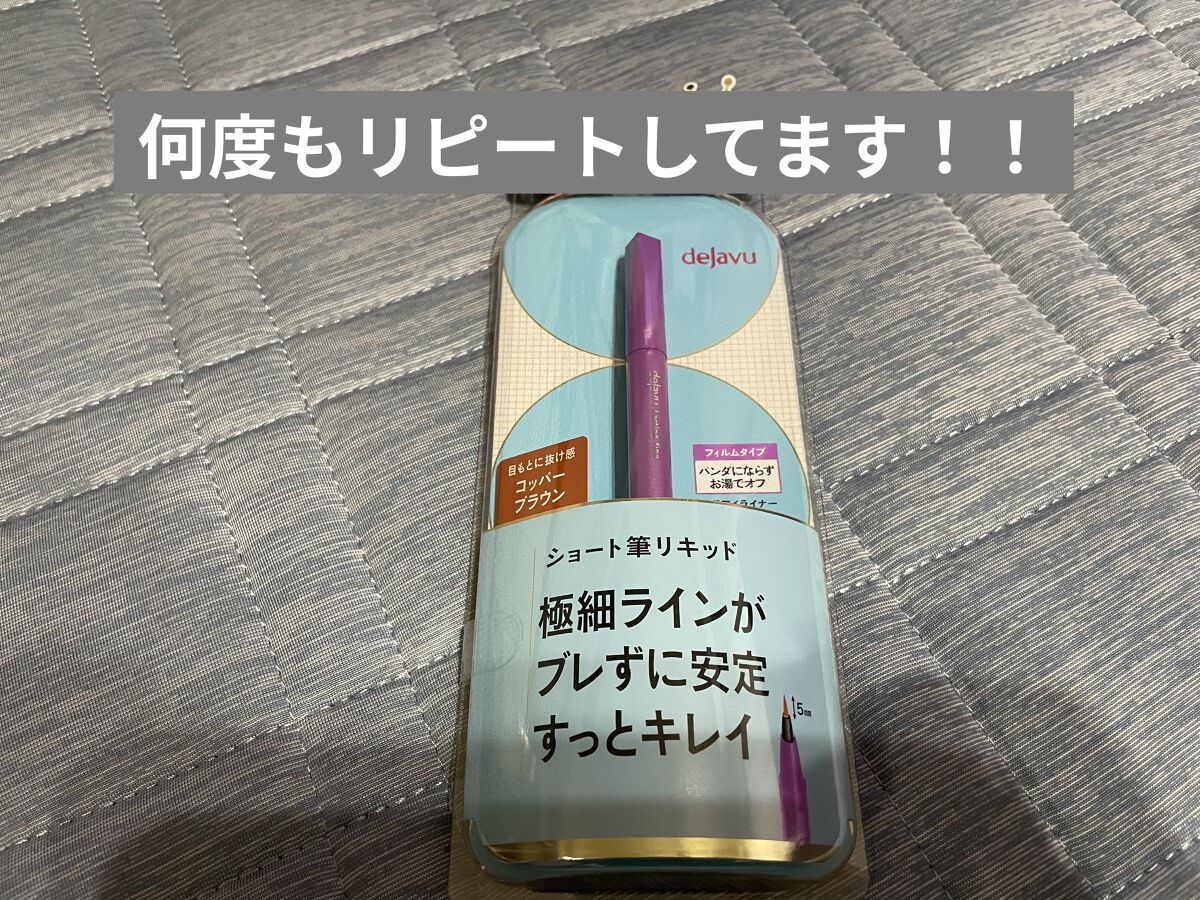 何度もリピートしてます！！
dejavu
dejavu
目もとに抜け感
コッパー
ブラウン
フィルムタイプ
パンダにならず
お湯でオフ
ショート筆リキッド
極細ラインが
ブレずに安定
すっとキレイ
5mm